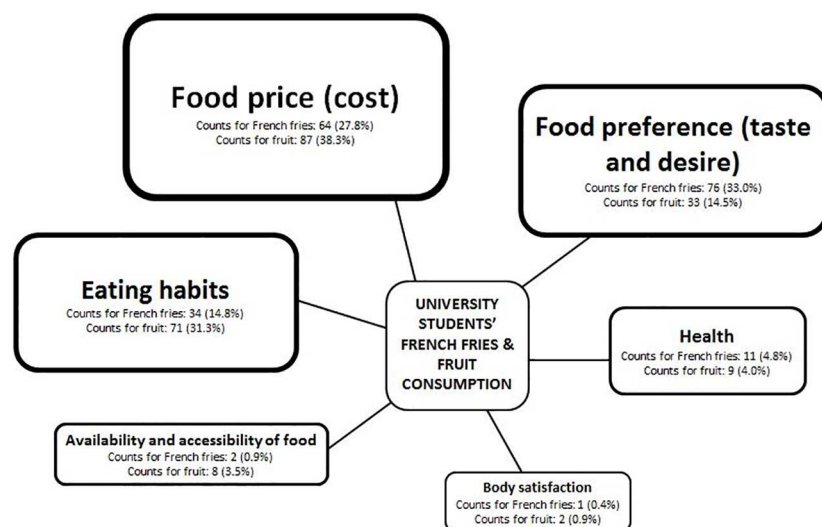 Food price (cost)
Counts for French fries: 64 (27.8%)
Counts for fruit: 87 (38.3%)
Food preference (taste
and desire)
Counts for French fries: 76 (33.0%)
Counts for fruit: 33 (14.5%)
Eating habits
Counts for French fries: 34 (14.8%)
Counts for fruit: 71 (31.3%)
UNIVERSITY
STUDENTS’
FRENCH FRIES &
FRUIT
CONSUMPTION
Health
Counts for French fries: 11 (4.8%)
Counts for fruit: 9 (4.0%)
Availability and accessibility of food
Counts for French fries: 2 (0.9%)
Counts for fruit: 8 (3.5%)
Body satisfaction
Counts for French fries: 1 (0.4%)
Counts for fruit: 2 (0.9%)